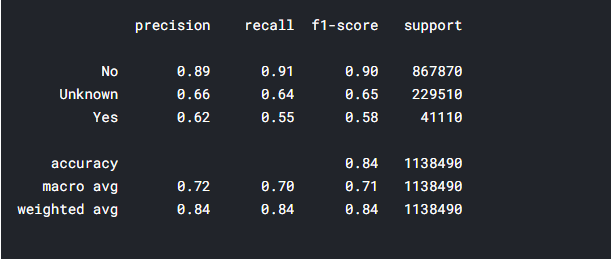 precision recall f1-score support
No 0.89 0.91 0.90 867870
Unknown 0.66 0.64 0.65 229510
Yes 0.62 0.55 0.58 41110
accuracy 0.84 1138490
macro avg 0.72 0.70 0.71 1138490
weighted avg 0.84 0.84 0.84 1138490